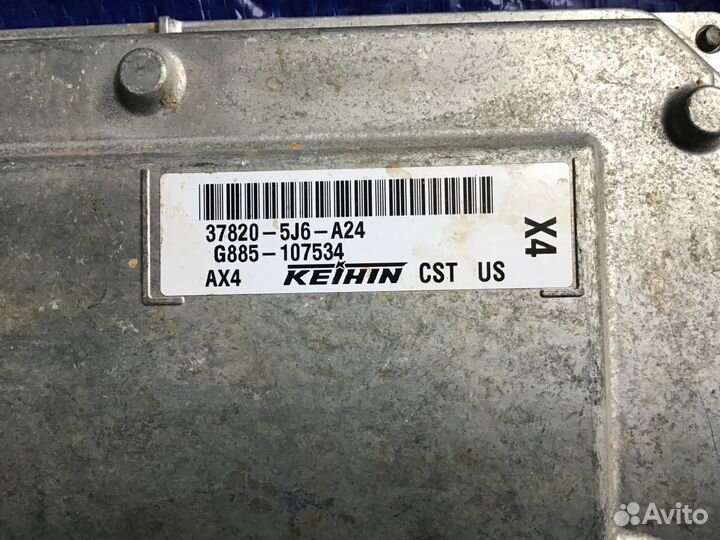 37820-5J6-A24
G885-107534
AX4 KEIHIN CST US
X4
Avito